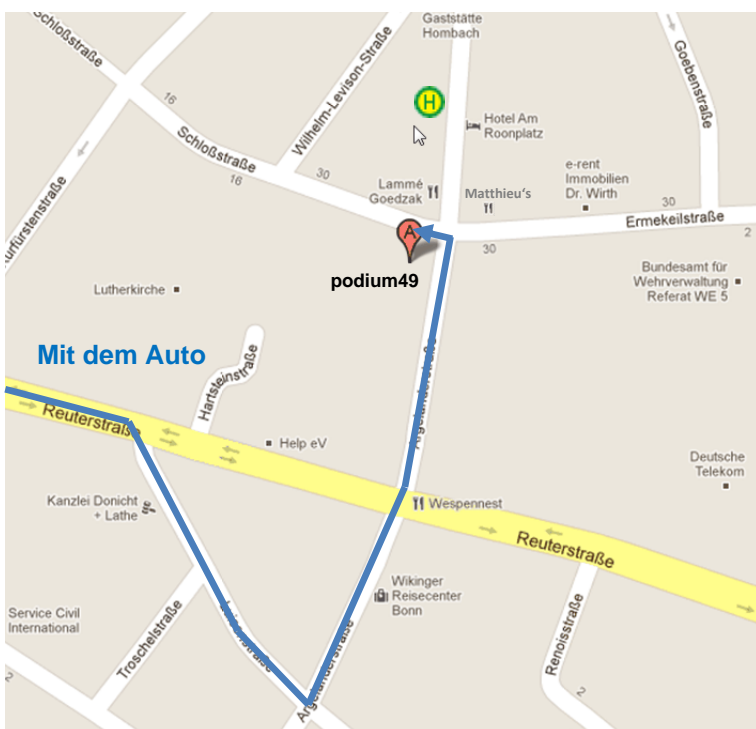 Gaststätte
Hombach
Schloßstraße
Wilhelm-Levison-Straße
Goebenstraße
16
H
Hotel Am
Roonplatz
Schloßstraße
16
30
Lammé
Goedzak
Matthieu's
e-rent
Immobilien
Dr. Wirth
30
Ermekeilstraße
2
30
A
podium49
Bundesamt für
Wehrverwaltung
Referat WE 5
Lutherkirche
Mit dem Auto
Hartsteinstraße
Argelanderstraße
Reuterstraße
Help eV
Deutsche
Telekom
Kanzlei Donicht
+ Lathe
Wespennest
Reuterstraße
Wikinger
Reisecenter
Bonn
Service Civil
International
Troschelstraße
Argelanderstraße
Renoisstraße
2
2